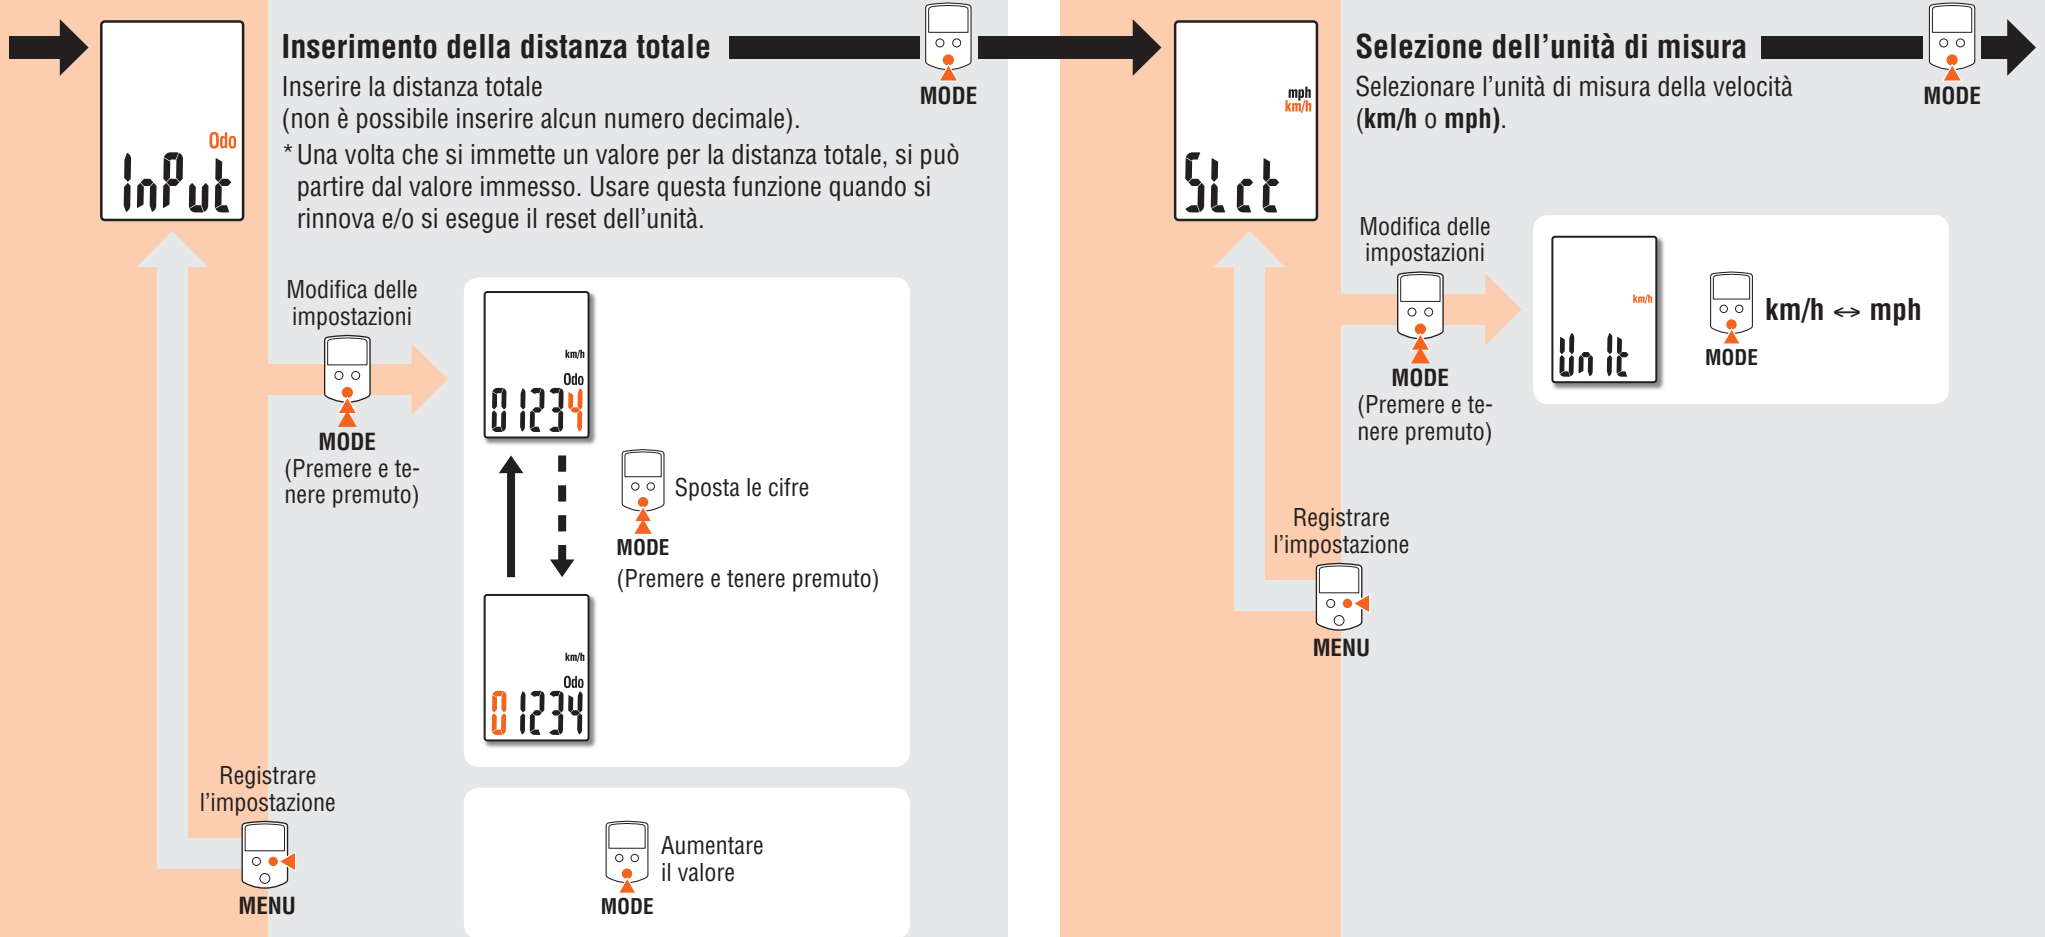 Inserimento della distanza totale
MODE
Inserire la distanza totale
(non è possibile inserire alcun numero decimale).
* Una volta che si immette un valore per la distanza totale, si può
partire dal valore immesso. Usare questa funzione quando si
rinnova e/o si esegue il reset dell’unità.
Odo
InPut
Modifica delle
impostazioni
MODE
(Premere e te-
nere premuto)
km/h
Odo
01234
Sposta le cifre
MODE
(Premere e tenere premuto)
km/h
Odo
01234
Registrare
l’impostazione
MENU
Aumentare
il valore
MODE
Selezione dell’unità di misura
MODE
Selezionare l’unità di misura della velocità
(km/h o mph).
mph
km/h
Slct
Modifica delle
impostazioni
MODE
(Premere e te-
nere premuto)
km/h
UnIt
km/h ↔ mph
MODE
Registrare
l’impostazione
MENU